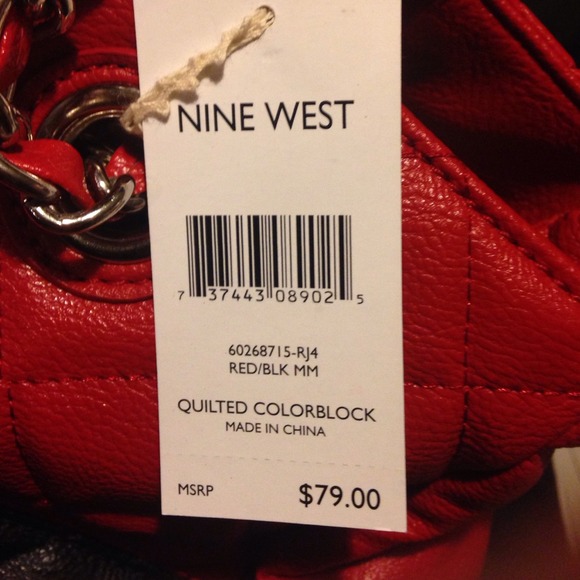 NINE WEST
7 37443 08902 5
60268715-RJ4
RED/BLK MM
QUILTED COLORBLOCK
MADE IN CHINA
MSRP $79.00